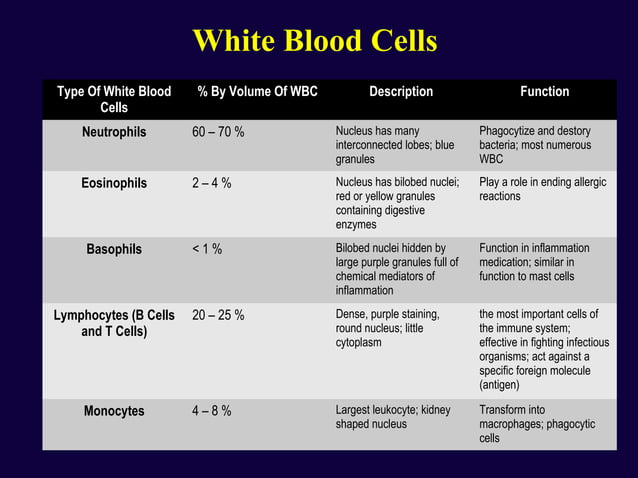 White Blood Cells
Type Of White Blood
Cells
% By Volume Of WBC
Description
Function
Neutrophils
60 – 70 %
Nucleus has many
interconnected lobes; blue
granules
Phagocytize and destory
bacteria; most numerous
WBC
Eosinophils
2 – 4 %
Nucleus has bilobed nuclei;
red or yellow granules
containing digestive
enzymes
Play a role in ending allergic
reactions
Basophils
< 1 %
Bilobed nuclei hidden by
large purple granules full of
chemical mediators of
inflammation
Function in inflammation
medication; similar in
function to mast cells
Lymphocytes (B Cells
and T Cells)
20 – 25 %
Dense, purple staining,
round nucleus; little
cytoplasm
the most important cells of
the immune system;
effective in fighting infectious
organisms; act against a
specific foreign molecule
(antigen)
Monocytes
4 – 8 %
Largest leukocyte; kidney
shaped nucleus
Transform into
macrophages; phagocytic
cells